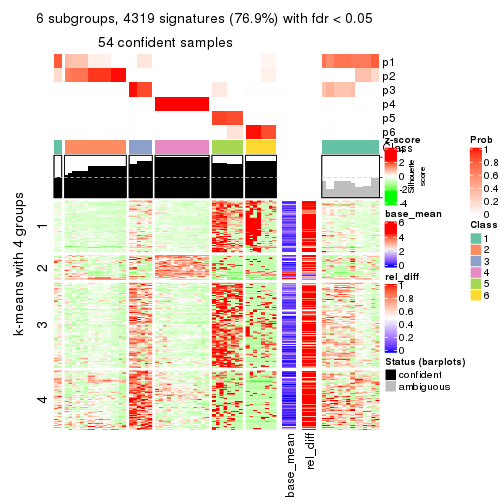 6 subgroups, 4319 signatures (76.9%) with fdr < 0.05
54 confident samples
p1
p2
p3
p4
p5
p6
Class
Silhouette
score
k-means with 4 groups
1
2
3
4
base_mean
rel_diff
z-score
4
2
0
-2
-4
base_mean
6
4
2
0
rel_diff
1
0.8
0.6
0.4
0.2
0
Status (barplots)
confident
ambiguous
Prob
1
0.8
0.6
0.4
0.2
0
Class
1
2
3
4
5
6